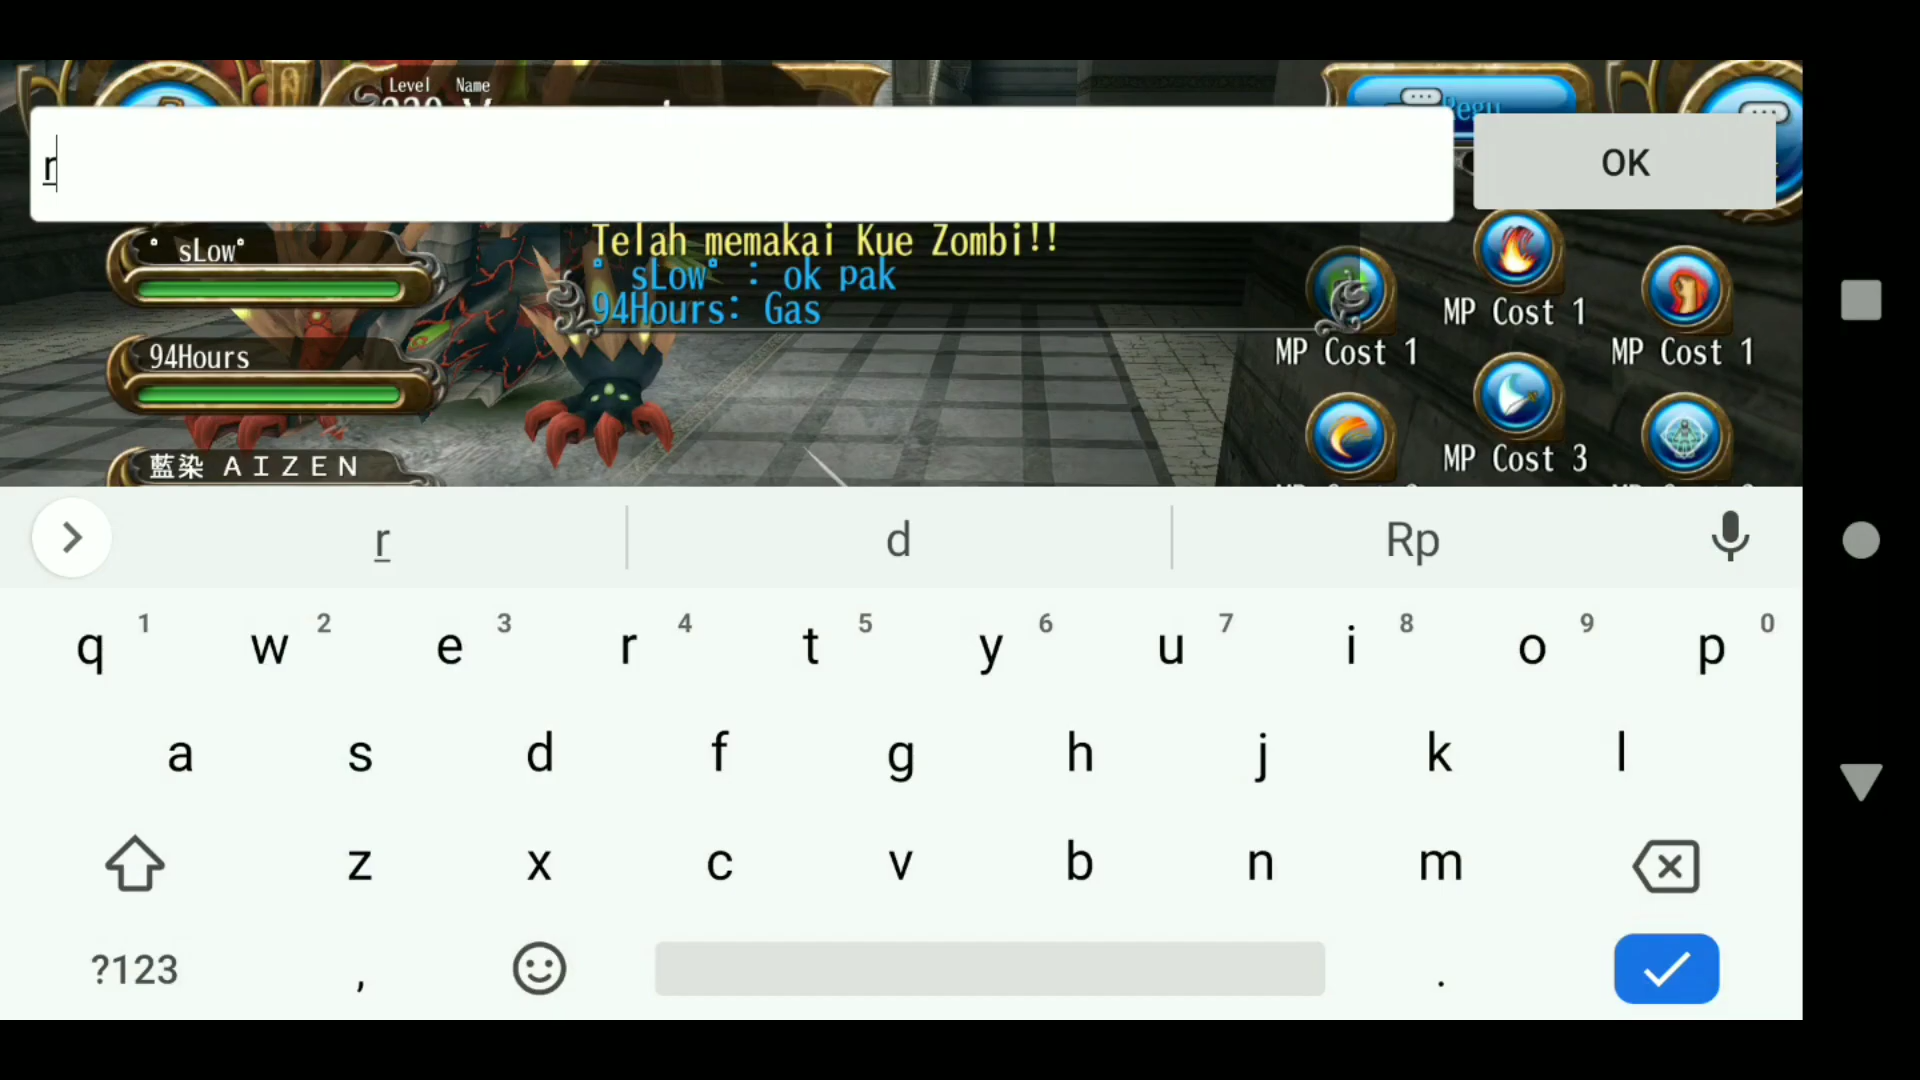 Level Name
Regu
r
OK
° sLow°
Telah memakai Kue Zombi!!
° sLow° : ok pak
94Hours: Gas
MP Cost 1
MP Cost 1
MP Cost 1
94Hours
MP Cost 3
藍染 ＡＩＺＥＮ
r d Rp
q 1 w 2 e 3 r 4 t 5 y 6 u 7 i 8 o 9 p 0
a s d f g h j k l
z x c v b n m
?123 , .